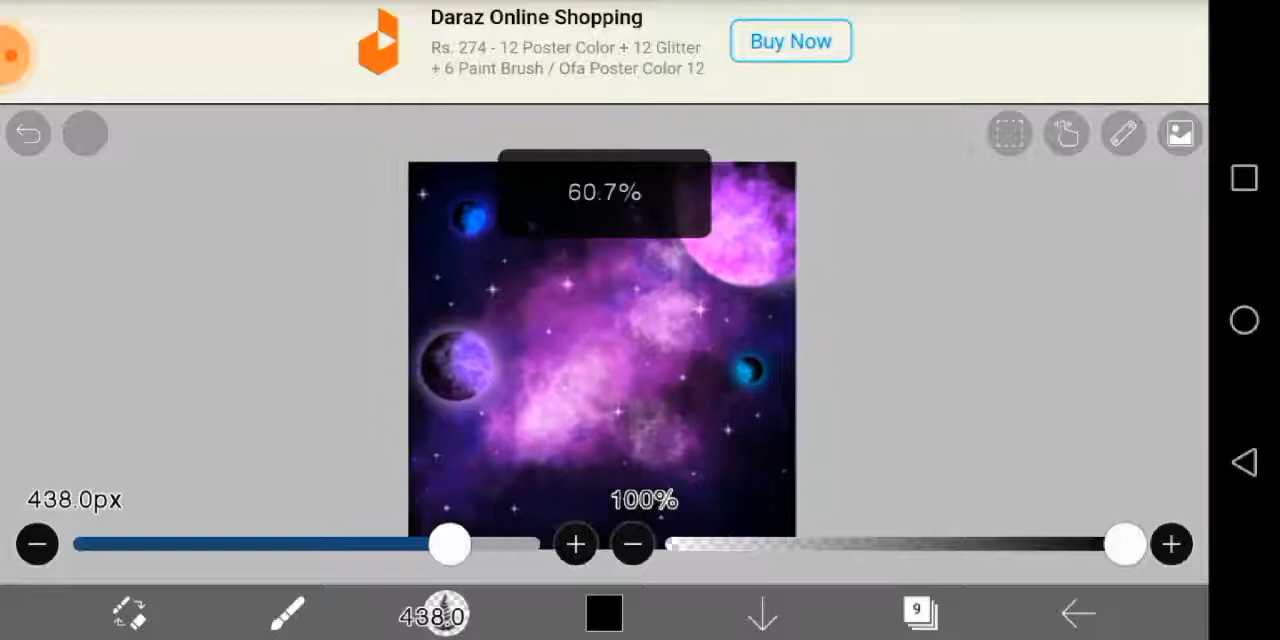 Daraz Online Shopping
Rs. 274 - 12 Poster Color + 12 Glitter
+ 6 Paint Brush / Ofa Poster Color 12
Buy Now
60.7%
438.0px
100%
438.0
9